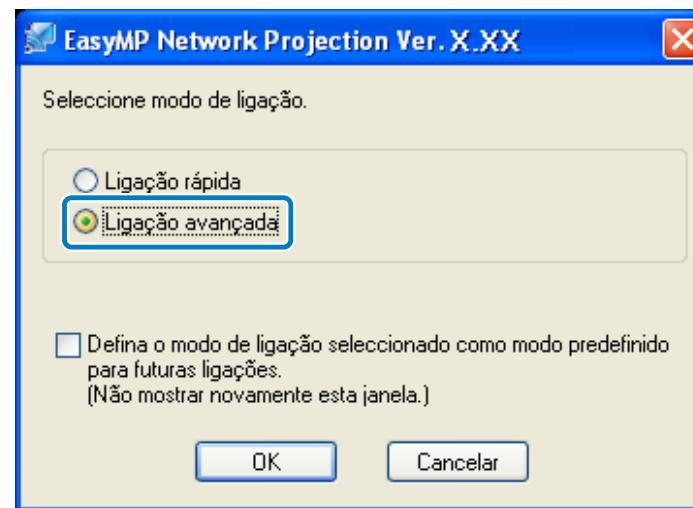 EasyMP Network Projection Ver. X.XX
Seleccione modo de ligação.
Ligação rápida
Ligação avançada
Defina o modo de ligação seleccionado como modo predefinido
para futuras ligações.
(Não mostrar novamente esta janela.)
OK
Cancelar